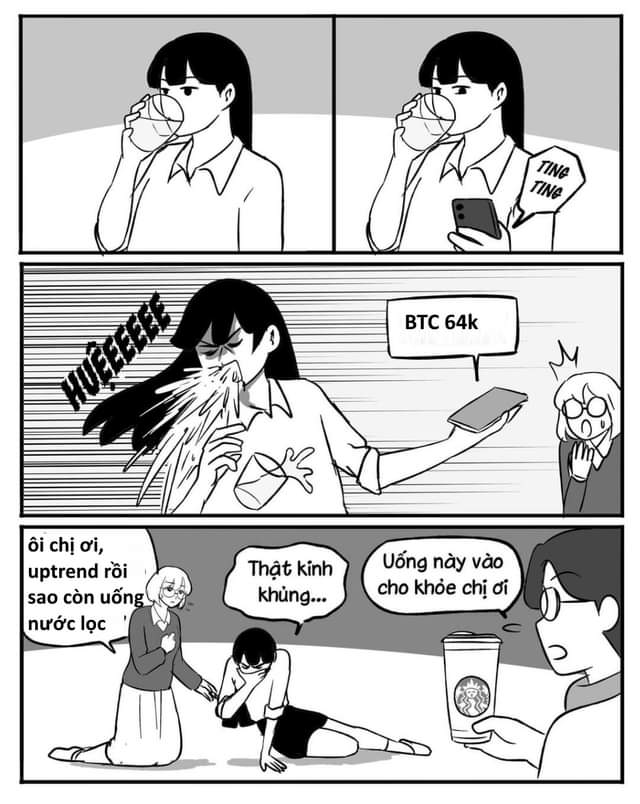 TING
TING
HUỆEEEEE
BTC 64k
ôi chị ơi,
uptrend rồi
sao còn uống
nước lọc
Thật kinh
khủng...
Uống này vào
cho khỏe chị ơi